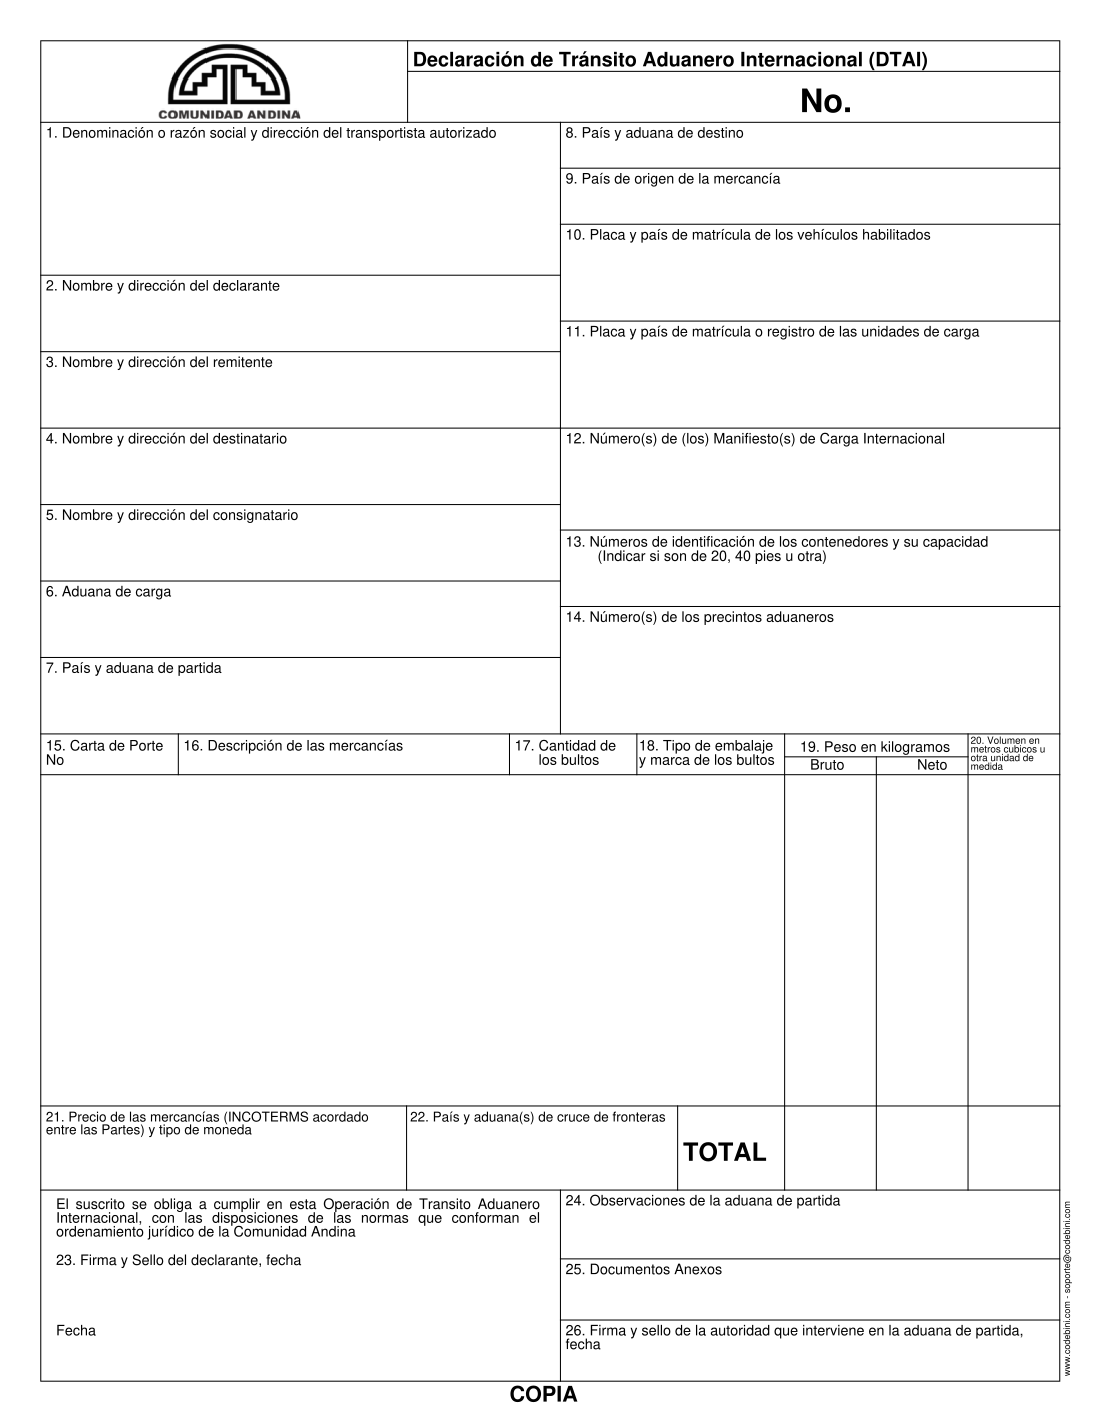 COMUNIDAD ANDINA
Declaración de Tránsito Aduanero Internacional (DTAI)
No.
1. Denominación o razón social y dirección del transportista autorizado
2. Nombre y dirección del declarante
3. Nombre y dirección del remitente
4. Nombre y dirección del destinatario
5. Nombre y dirección del consignatario
6. Aduana de carga
7. País y aduana de partida
8. País y aduana de destino
9. País de origen de la mercancía
10. Placa y país de matrícula de los vehículos habilitados
11. Placa y país de matrícula o registro de las unidades de carga
12. Número(s) de (los) Manifiesto(s) de Carga Internacional
13. Números de identificación de los contenedores y su capacidad
(Indicar si son de 20, 40 pies u otra)
14. Número(s) de los precintos aduaneros
15. Carta de Porte
No
16. Descripción de las mercancías
17. Cantidad de
los bultos
18. Tipo de embalaje
y marca de los bultos
19. Peso en kilogramos
Bruto
Neto
20. Volumen en
metros cubicos u
otra unidad de
medida
21. Precio de las mercancías (INCOTERMS acordado
entre las Partes) y tipo de moneda
22. País y aduana(s) de cruce de fronteras
TOTAL
El suscrito se obliga a cumplir en esta Operación de Transito Aduanero
Internacional, con las disposiciones de las normas que conforman el
ordenamiento jurídico de la Comunidad Andina
23. Firma y Sello del declarante, fecha
Fecha
24. Observaciones de la aduana de partida
25. Documentos Anexos
26. Firma y sello de la autoridad que interviene en la aduana de partida,
fecha
www.codebini.com - soporte@codebini.com
COPIA